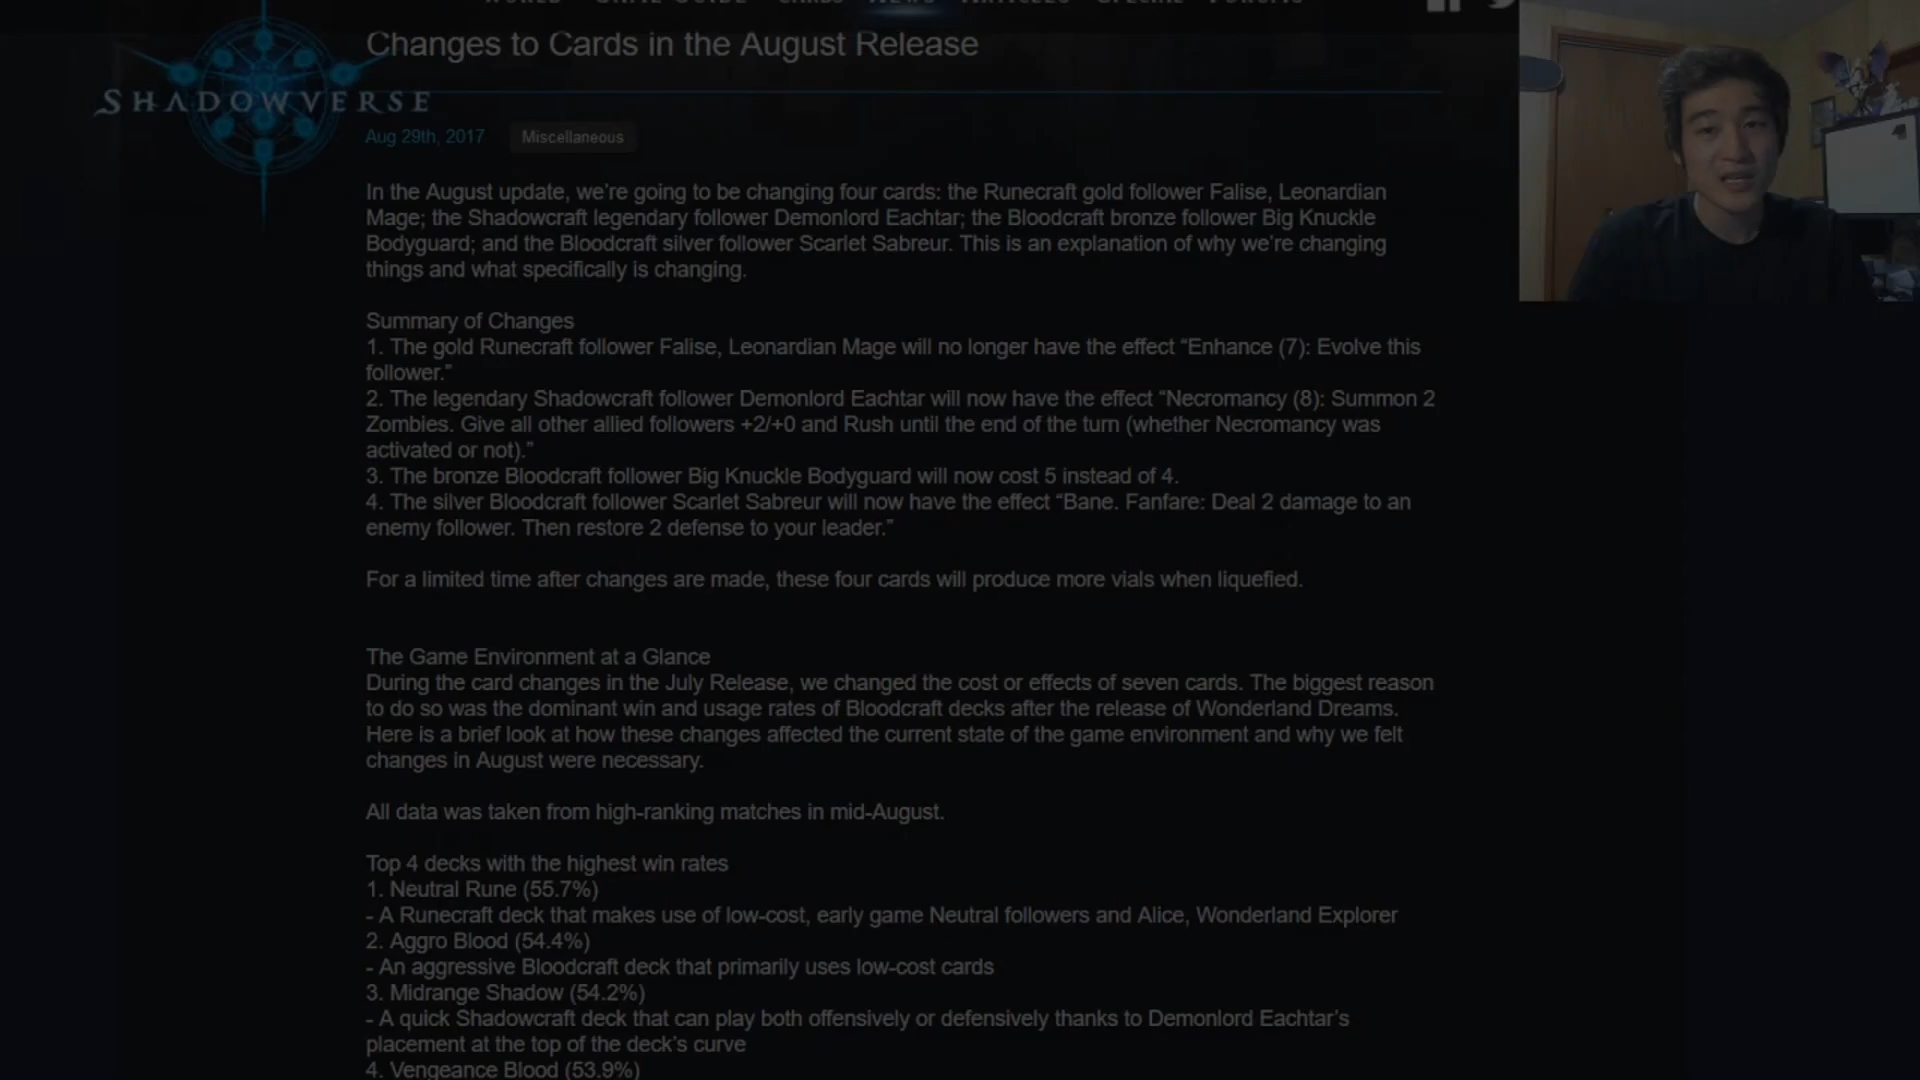 WORLD GAME GUIDE CARDS NEWS ARTICLES SPECIAL FORUMS
Changes to Cards in the August Release
SHADOWVERSE
Aug 29th, 2017 Miscellaneous
In the August update, we’re going to be changing four cards: the Runecraft gold follower Falise, Leonardian
Mage; the Shadowcraft legendary follower Demonlord Eachtar; the Bloodcraft bronze follower Big Knuckle
Bodyguard; and the Bloodcraft silver follower Scarlet Sabreur. This is an explanation of why we’re changing
things and what specifically is changing.
Summary of Changes
1. The gold Runecraft follower Falise, Leonardian Mage will no longer have the effect “Enhance (7): Evolve this
follower.”
2. The legendary Shadowcraft follower Demonlord Eachtar will now have the effect “Necromancy (8): Summon 2
Zombies. Give all other allied followers +2/+0 and Rush until the end of the turn (whether Necromancy was
activated or not).”
3. The bronze Bloodcraft follower Big Knuckle Bodyguard will now cost 5 instead of 4.
4. The silver Bloodcraft follower Scarlet Sabreur will now have the effect “Bane. Fanfare: Deal 2 damage to an
enemy follower. Then restore 2 defense to your leader.”
For a limited time after changes are made, these four cards will produce more vials when liquefied.
The Game Environment at a Glance
During the card changes in the July Release, we changed the cost or effects of seven cards. The biggest reason
to do so was the dominant win and usage rates of Bloodcraft decks after the release of Wonderland Dreams.
Here is a brief look at how these changes affected the current state of the game environment and why we felt
changes in August were necessary.
All data was taken from high-ranking matches in mid-August.
Top 4 decks with the highest win rates
1. Neutral Rune (55.7%)
- A Runecraft deck that makes use of low-cost, early game Neutral followers and Alice, Wonderland Explorer
2. Aggro Blood (54.4%)
- An aggressive Bloodcraft deck that primarily uses low-cost cards
3. Midrange Shadow (54.2%)
- A quick Shadowcraft deck that can play both offensively or defensively thanks to Demonlord Eachtar’s
placement at the top of the deck’s curve
4. Vengeance Blood (53.9%)